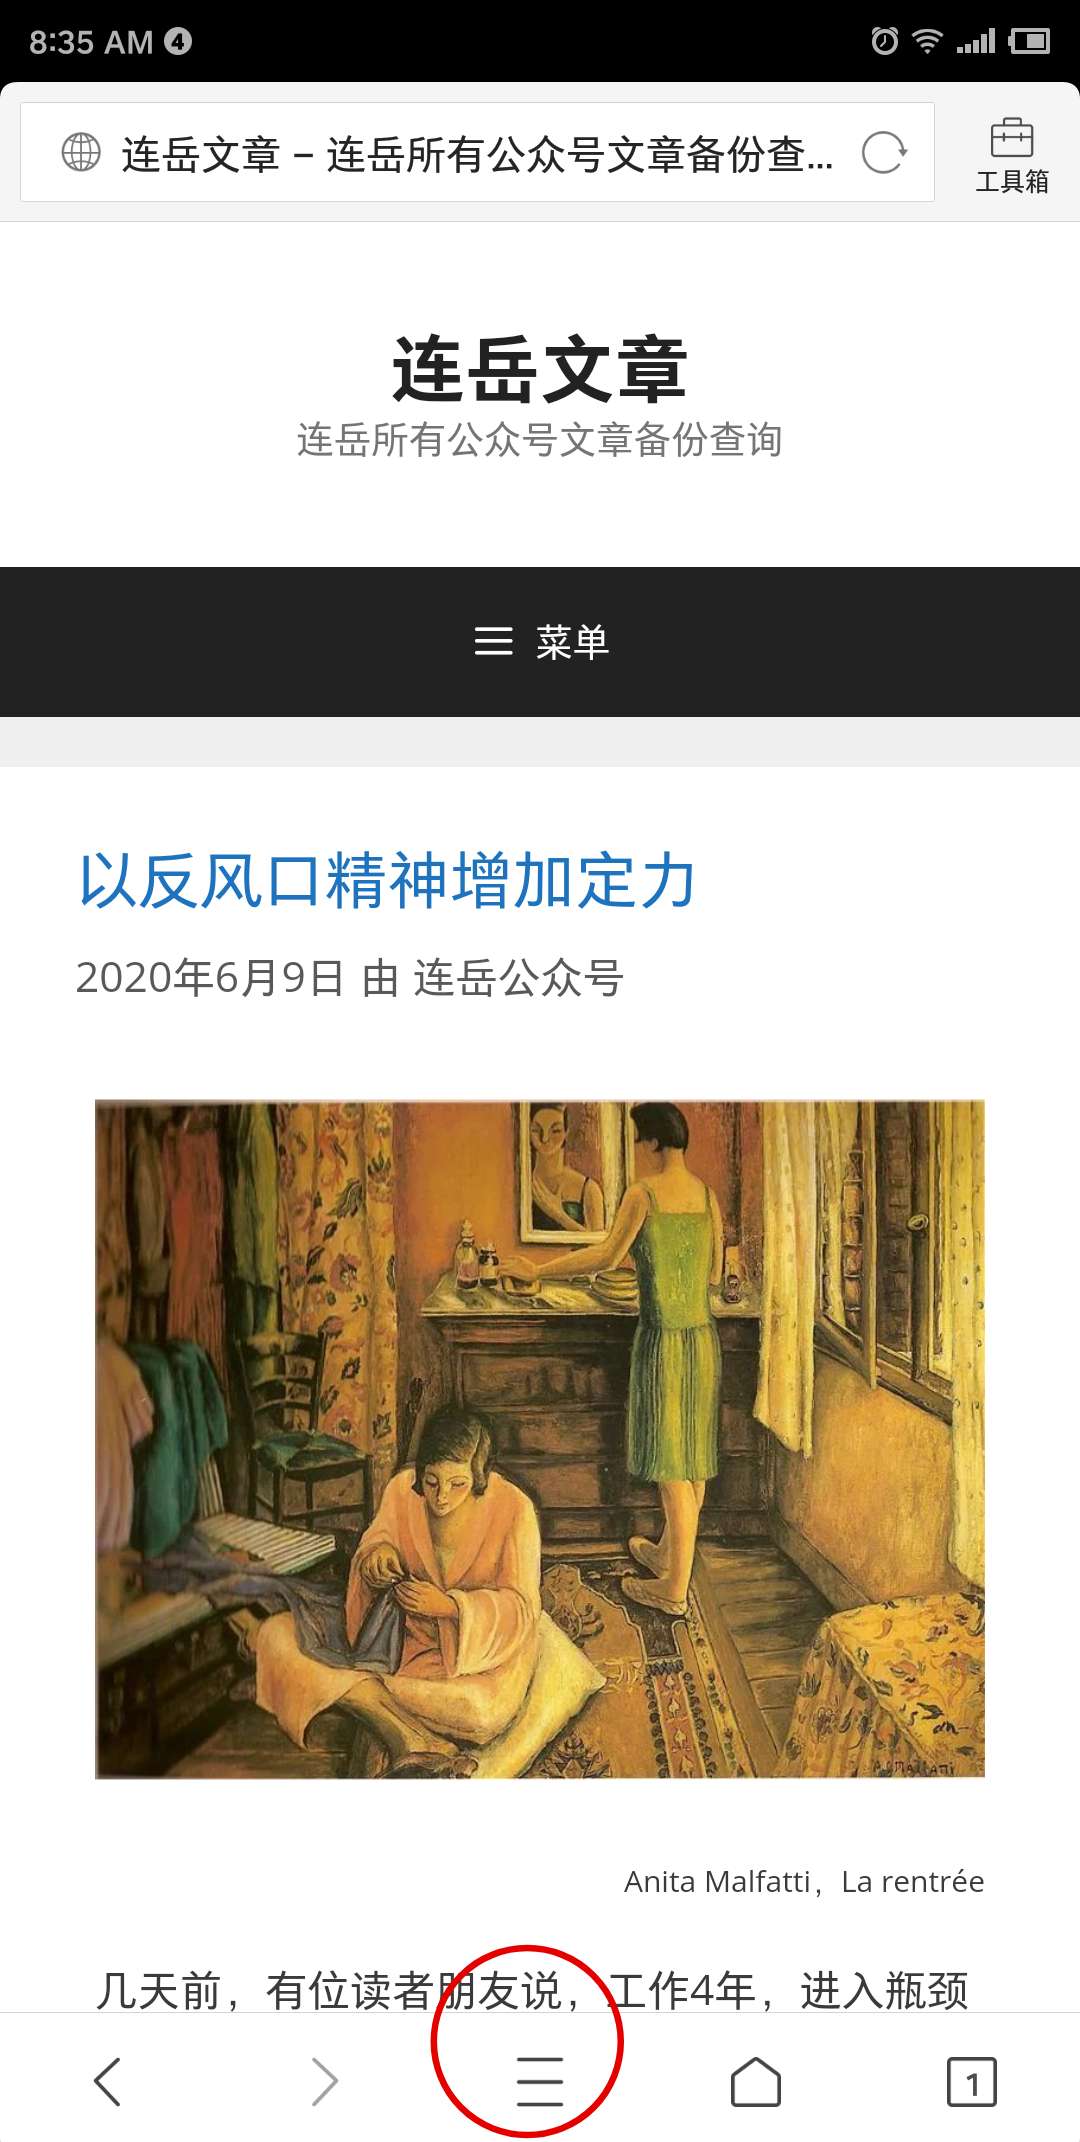 8:35 AM 4
连岳文章 – 连岳所有公众号文章备份查...
工具箱
连岳文章
连岳所有公众号文章备份查询
菜单
以反风口精神增加定力
2020年6月9日 由 连岳公众号
Anita Malfatti，La rentrée
几天前，有位读者朋友说，工作4年，进入瓶颈
1